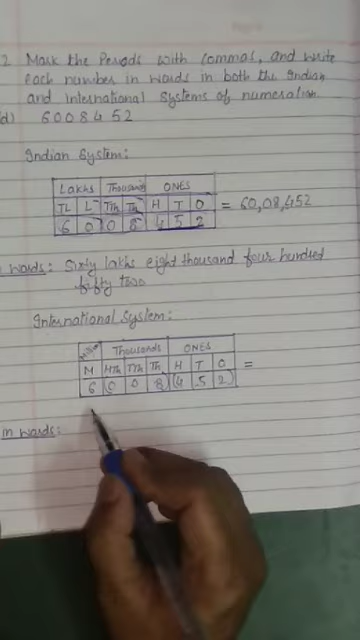 2 Mark the Periods with commas, and write
each number in words in both the Indian
and international systems of numeration.
d) 6008452
Indian System:
Lakhs Thousand ONES
TL L TTh Th H T O
6 0 0 8 4 5 2 = 60,08,452
words: Sixty lakhs eight thousand four hundred
fifty two
International System:
Thousands ONES
M HTh TTh Th H T O
6 0 0 8 4 5 2 =
in words: